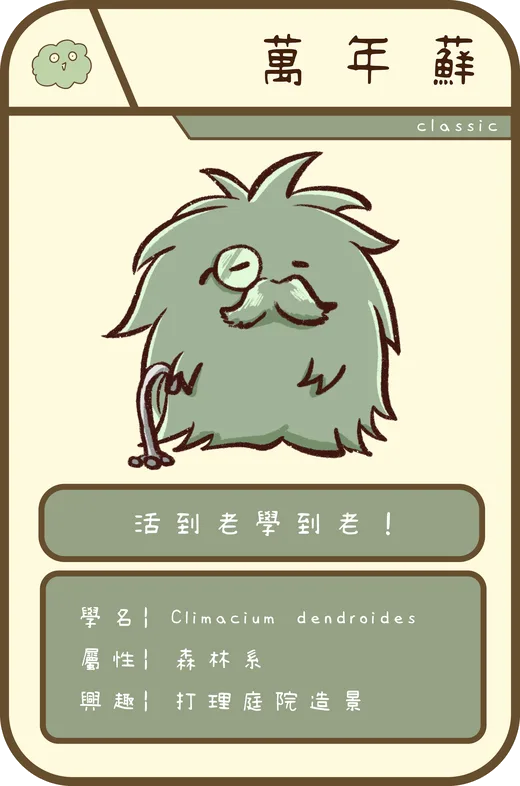 萬年蘚
classic
活到老學到老！
學名| Climacium dendroides
屬性| 森林系
興趣| 打理庭院造景